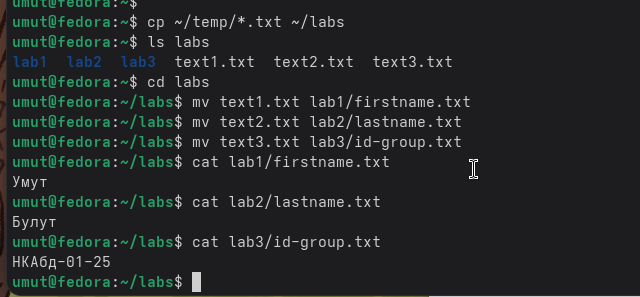 umut@fedora:~$
umut@fedora:~$ cp ~/temp/*.txt ~/labs
umut@fedora:~$ ls labs
lab1 lab2 lab3 text1.txt text2.txt text3.txt
umut@fedora:~$ cd labs
umut@fedora:~/labs$ mv text1.txt lab1/firstname.txt
umut@fedora:~/labs$ mv text2.txt lab2/lastname.txt
umut@fedora:~/labs$ mv text3.txt lab3/id-group.txt
umut@fedora:~/labs$ cat lab1/firstname.txt
Умут
umut@fedora:~/labs$ cat lab2/lastname.txt
Булут
umut@fedora:~/labs$ cat lab3/id-group.txt
НКАбд-01-25
umut@fedora:~/labs$